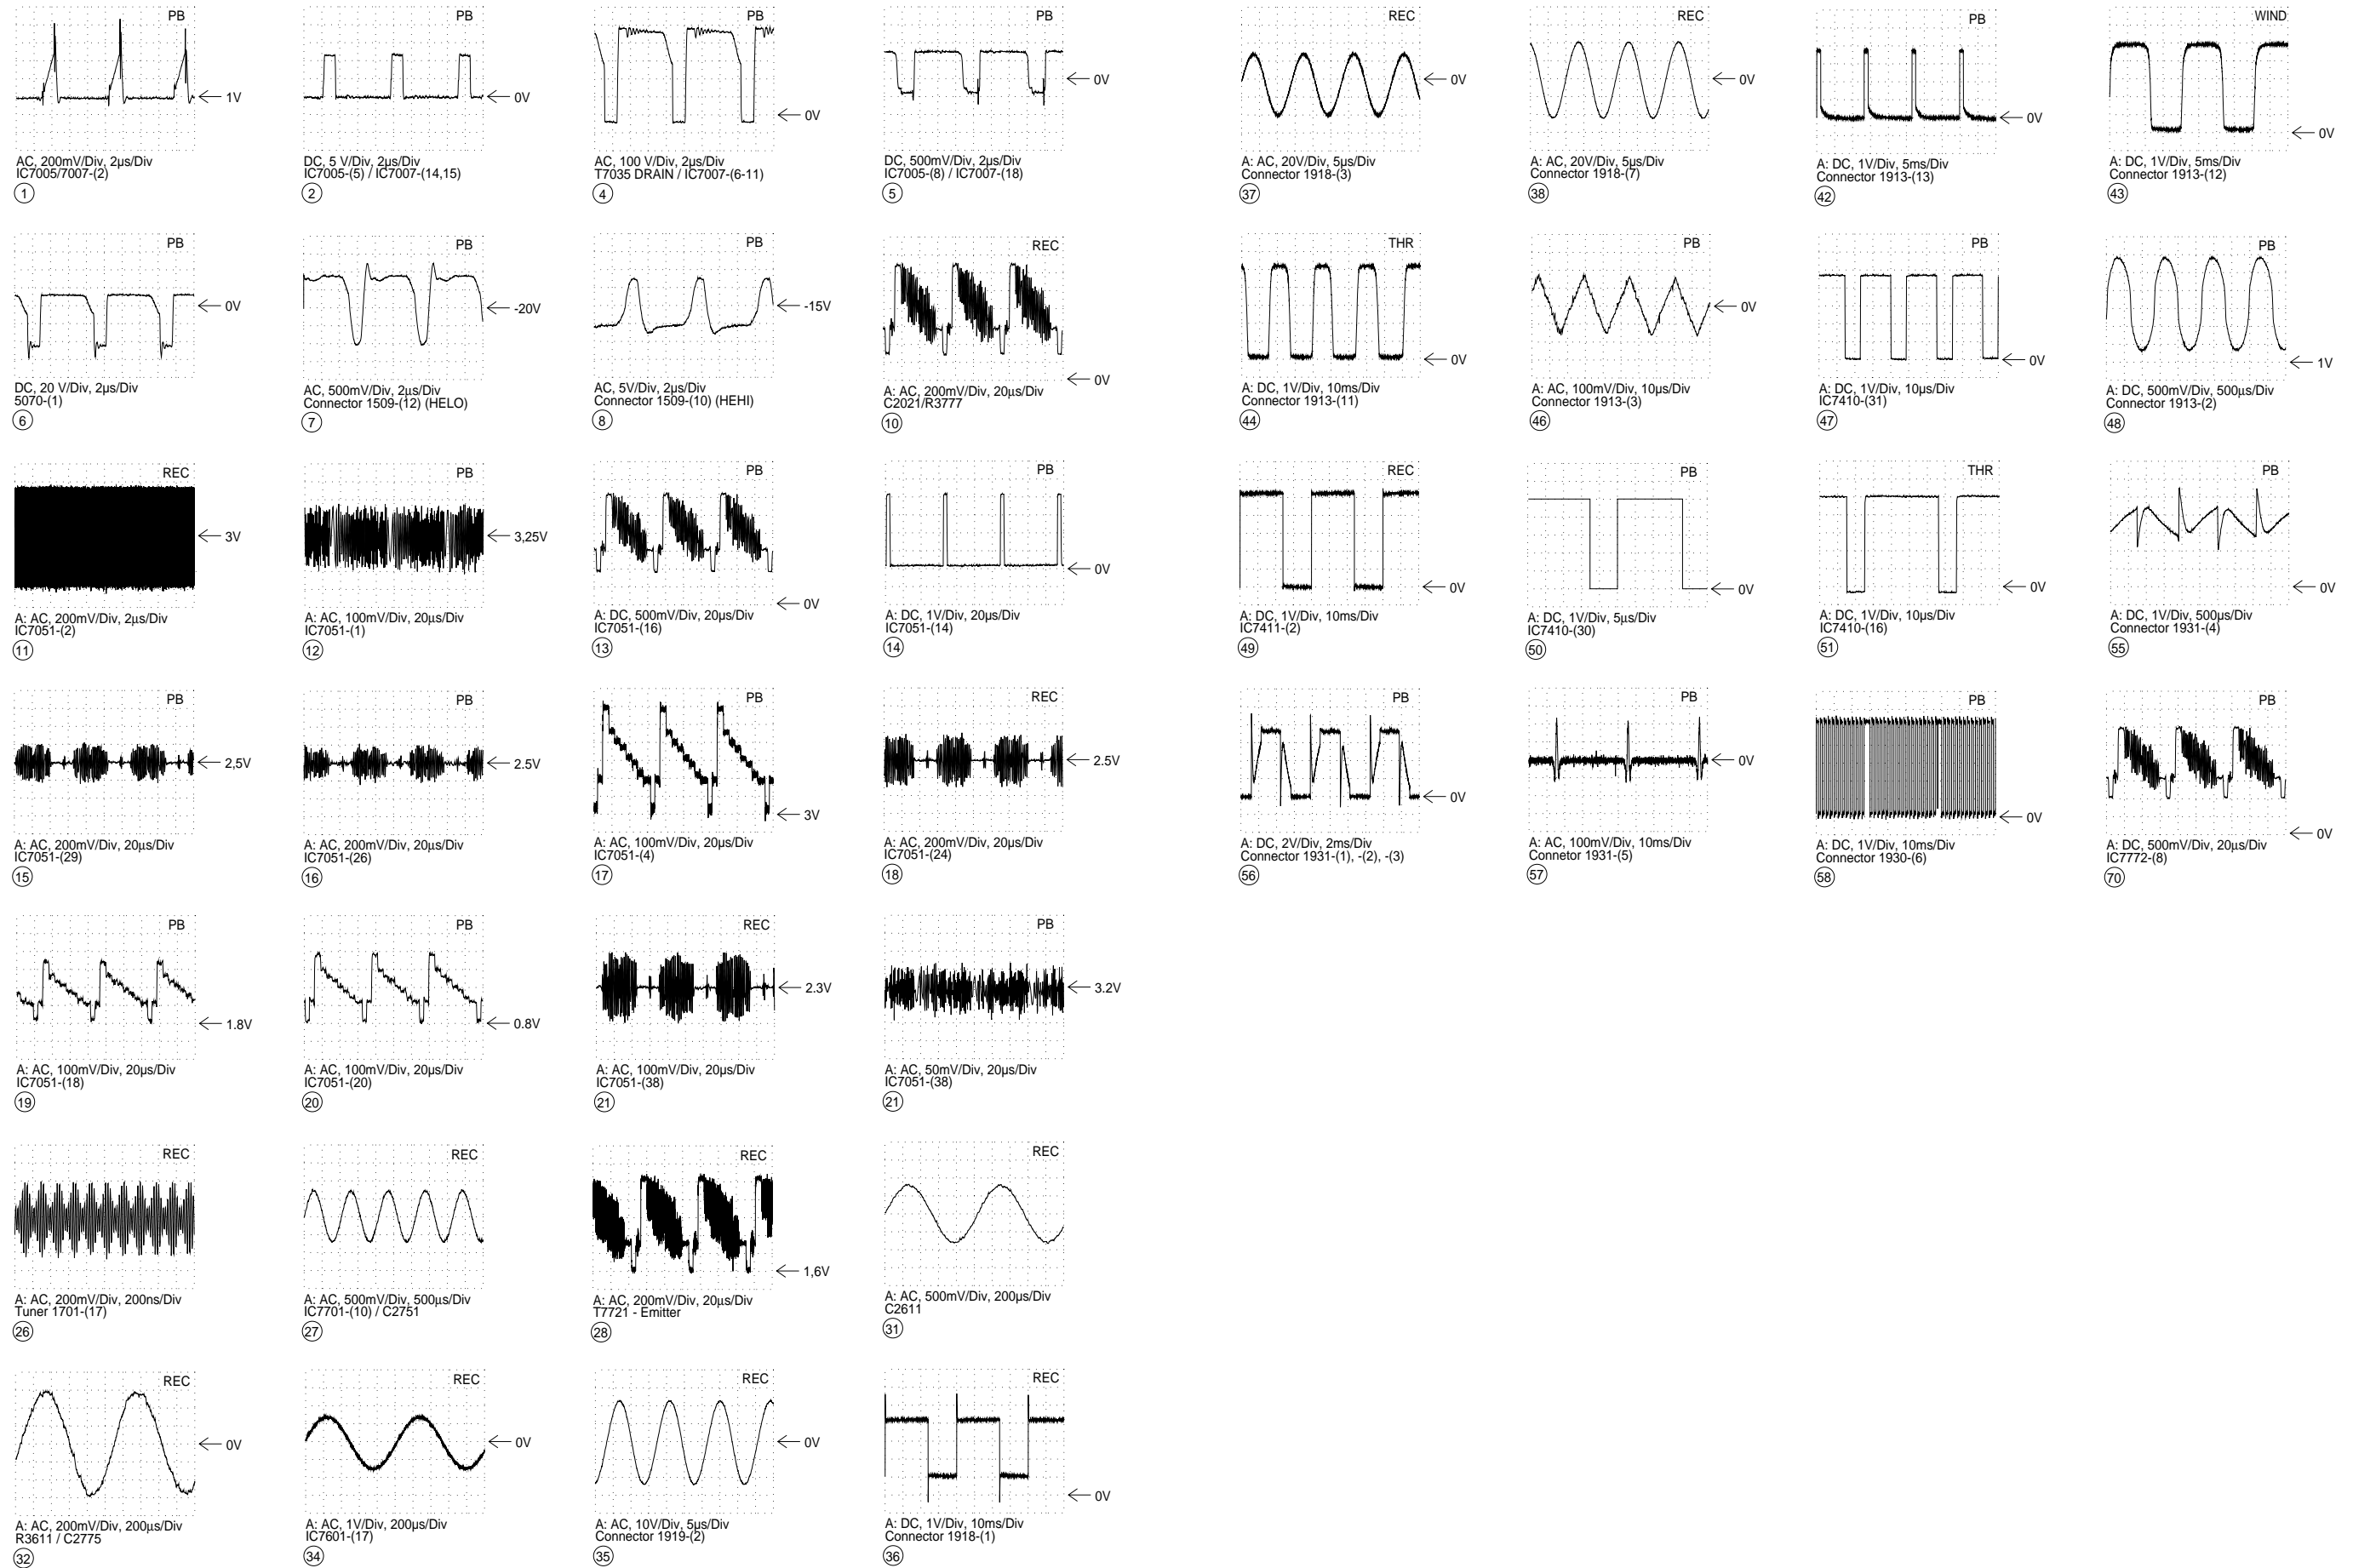 PB
1V
AC, 200mV/Div, 2µs/Div
IC7005/7007-(2)
1
PB
0V
DC, 5 V/Div, 2µs/Div
IC7005-(5) / IC7007-(14,15)
2
PB
0V
AC, 100 V/Div, 2µs/Div
T7035 DRAIN / IC7007-(6-11)
4
PB
0V
DC, 500mV/Div, 2µs/Div
IC7005-(8) / IC7007-(18)
5
REC
0V
A: AC, 20V/Div, 5µs/Div
Connector 1918-(3)
37
REC
0V
A: AC, 20V/Div, 5µs/Div
Connector 1918-(7)
38
PB
0V
A: DC, 1V/Div, 5ms/Div
Connector 1913-(13)
42
WIND
0V
A: DC, 1V/Div, 5ms/Div
Connector 1913-(12)
43
PB
0V
DC, 20 V/Div, 2µs/Div
5070-(1)
6
PB
-20V
AC, 500mV/Div, 2µs/Div
Connector 1509-(12) (HELO)
7
PB
-15V
AC, 5V/Div, 2µs/Div
Connector 1509-(10) (HEHI)
8
REC
0V
A: AC, 200mV/Div, 20µs/Div
C2021/R3777
10
THR
0V
A: DC, 1V/Div, 10ms/Div
Connector 1913-(11)
44
PB
0V
A: AC, 100mV/Div, 10µs/Div
Connector 1913-(3)
46
PB
0V
A: DC, 1V/Div, 10µs/Div
IC7410-(31)
47
PB
1V
A: DC, 500mV/Div, 500µs/Div
Connector 1913-(2)
48
REC
3V
A: AC, 200mV/Div, 2µs/Div
IC7051-(2)
11
PB
3,25V
A: AC, 100mV/Div, 20µs/Div
IC7051-(1)
12
PB
0V
A: DC, 500mV/Div, 20µs/Div
IC7051-(16)
13
PB
0V
A: DC, 1V/Div, 20µs/Div
IC7051-(14)
14
REC
0V
A: DC, 1V/Div, 10ms/Div
IC7411-(2)
49
PB
0V
A: DC, 1V/Div, 5µs/Div
IC7410-(30)
50
THR
0V
A: DC, 1V/Div, 10µs/Div
IC7410-(16)
51
PB
0V
A: DC, 1V/Div, 500µs/Div
Connector 1931-(4)
55
PB
2,5V
A: AC, 200mV/Div, 20µs/Div
IC7051-(29)
15
PB
2.5V
A: AC, 200mV/Div, 20µs/Div
IC7051-(26)
16
PB
3V
A: AC, 100mV/Div, 20µs/Div
IC7051-(4)
17
REC
2.5V
A: AC, 200mV/Div, 20µs/Div
IC7051-(24)
18
PB
0V
A: DC, 2V/Div, 2ms/Div
Connector 1931-(1), -(2), -(3)
56
PB
0V
A: AC, 100mV/Div, 10ms/Div
Connetor 1931-(5)
57
PB
0V
A: DC, 1V/Div, 10ms/Div
Connector 1930-(6)
58
PB
0V
A: DC, 500mV/Div, 20µs/Div
IC7772-(8)
70
PB
1.8V
A: AC, 100mV/Div, 20µs/Div
IC7051-(18)
19
PB
0.8V
A: AC, 100mV/Div, 20µs/Div
IC7051-(20)
20
REC
2.3V
A: AC, 100mV/Div, 20µs/Div
IC7051-(38)
21
PB
3.2V
A: AC, 50mV/Div, 20µs/Div
IC7051-(38)
21
REC
A: AC, 200mV/Div, 200ns/Div
Tuner 1701-(17)
26
REC
A: AC, 500mV/Div, 500µs/Div
IC7701-(10) / C2751
27
REC
1,6V
A: AC, 200mV/Div, 20µs/Div
T7721 - Emitter
28
REC
A: AC, 500mV/Div, 200µs/Div
C2611
31
REC
0V
A: AC, 200mV/Div, 200µs/Div
R3611 / C2775
32
REC
0V
A: AC, 1V/Div, 200µs/Div
IC7601-(17)
34
REC
0V
A: AC, 10V/Div, 5µs/Div
Connector 1919-(2)
35
REC
0V
A: DC, 1V/Div, 10ms/Div
Connector 1918-(1)
36